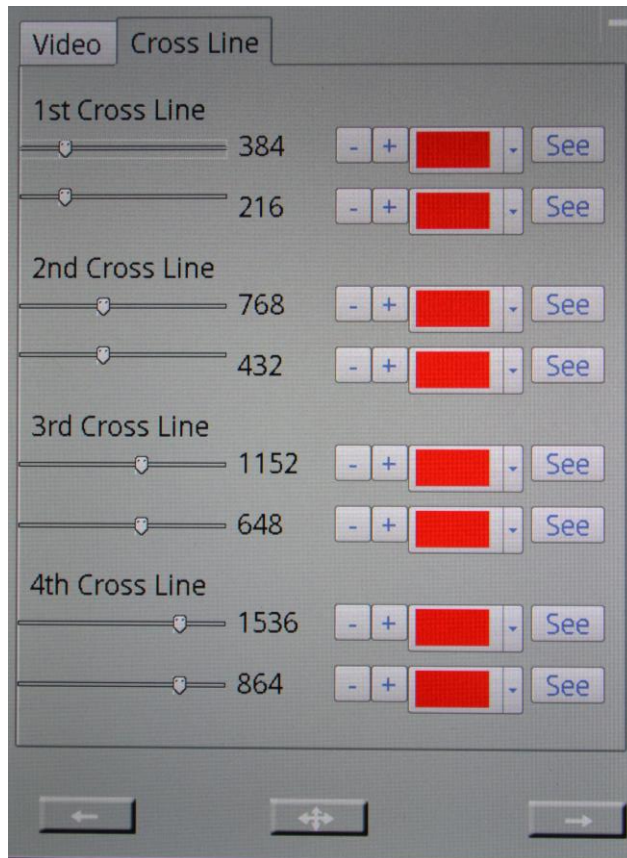 Video Cross Line
1st Cross Line
384 - + See
216 - + See
2nd Cross Line
768 - + See
432 - + See
3rd Cross Line
1152 - + See
648 - + See
4th Cross Line
1536 - + See
864 - + See